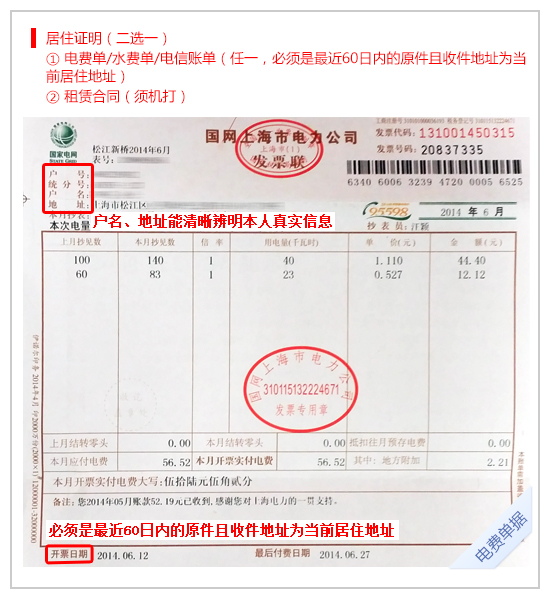 居住证明（二选一）
① 电费单/水费单/电信账单（任一，必须是最近60日内的原件且收件地址为当
前居住地址）
② 租赁合同（须机打）
国家电网
STATE GRID
松江新桥2014年6月
表号：
国网上海市电力公司
上海市(1)
发票联
发票代码：131001450315
发票号码：20837335
6340 6006 3239 4720 0005 6525
户 号：
统 分 号：
户 名：
地 址：上海市松江区
户名、地址能清晰辨明本人真实信息
95598
2014 年 6 月
本月抄表：
抄 表 员：汪颖
本次电量
上月抄见数 本月抄见数 倍 率 用电量(千瓦时) 单 价(元) 金 额(元)
100 140 1 40 1.110 44.40
60 83 1 23 0.527 12.12
国网上海市电力公司
310115132224671
发票专用章
上月结转零头 0.00 本月结转零头 0.00 抵扣往月预存电费 0.00
本月应付电费 56.52 本月开票实付电费 56.52 其中：地方附加 2.21
本月开票实付电费大写：伍拾陆元伍角贰分
备注：您2014年05月账款52.19元已收到,感谢您对上海电力的一贯支持。
必须是最近60日内的原件且收件地址为当前居住地址
开票日期 2014.06.12 最后付费日期 2014.06.27
电费单据